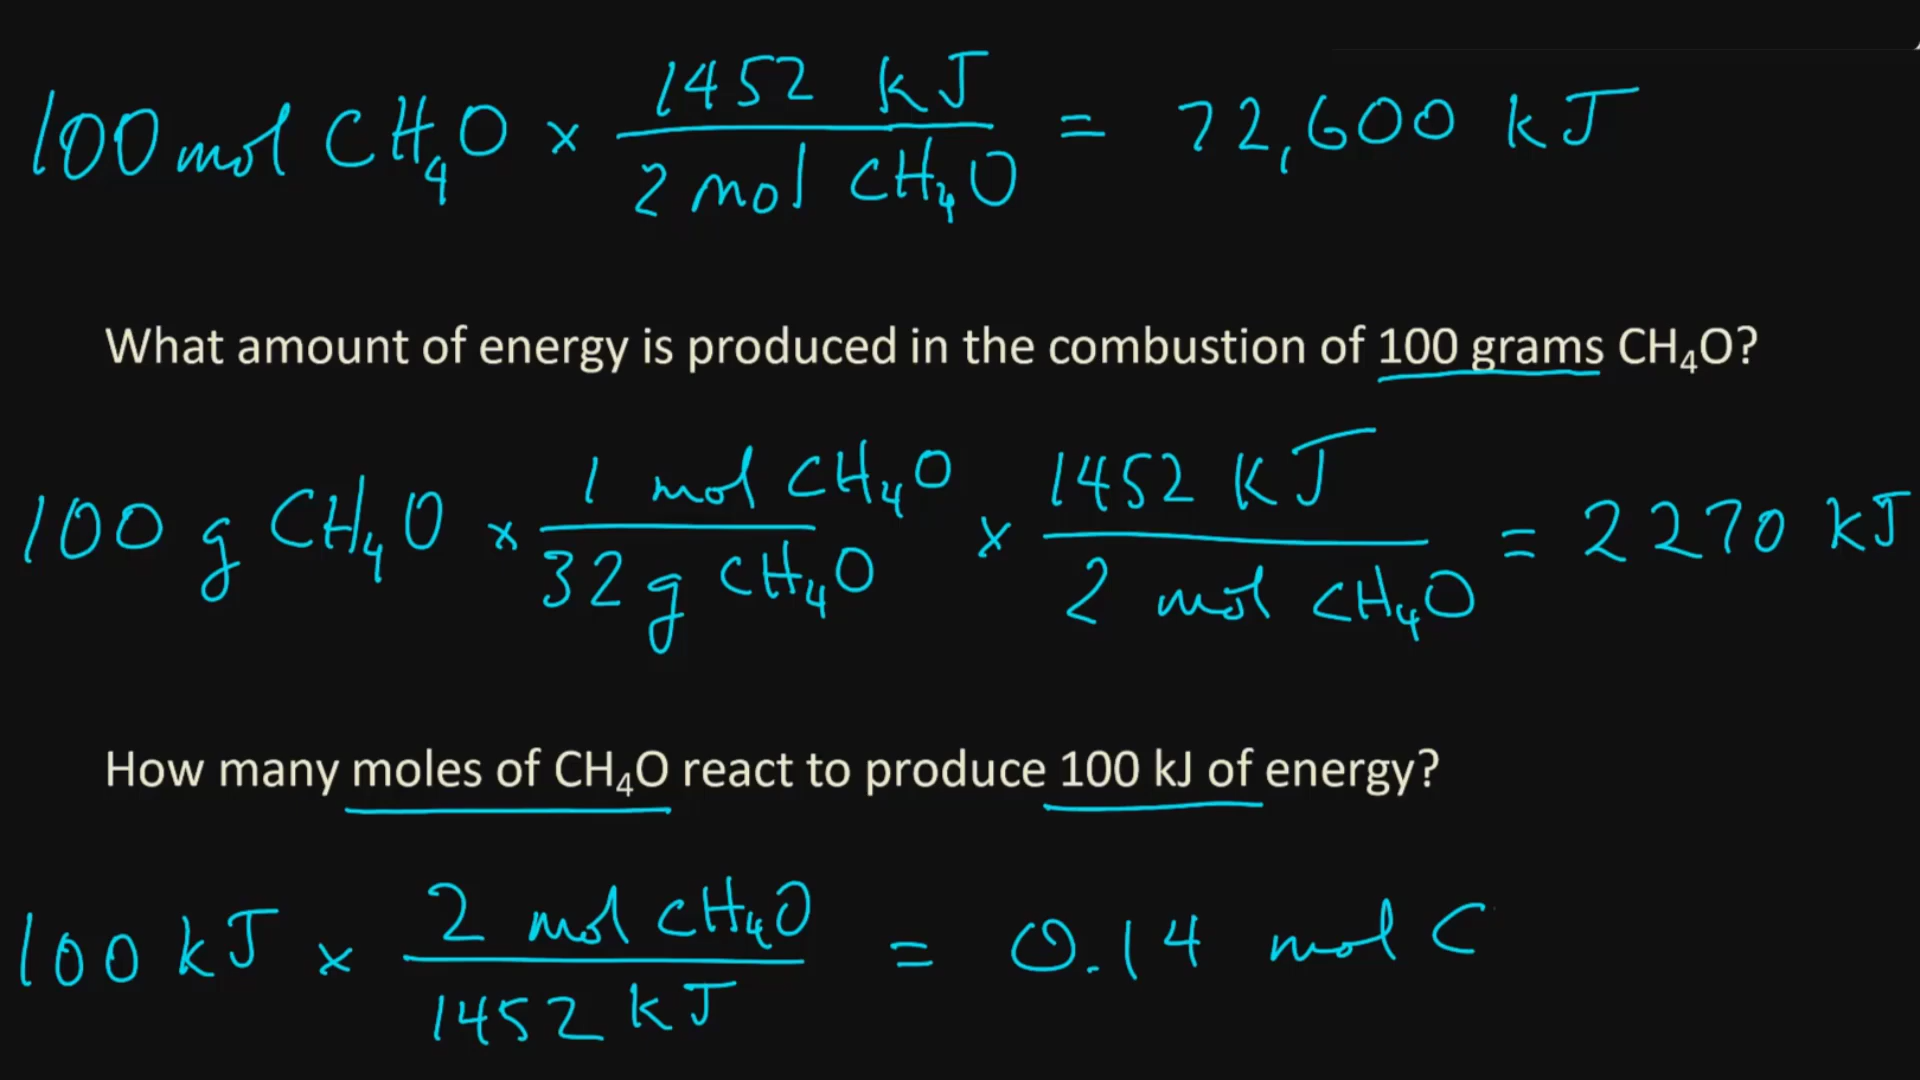 100 mol CH₄O × 1452 kJ / 2 mol CH₄O = 72,600 kJ
What amount of energy is produced in the combustion of 100 grams CH₄O?
100 g CH₄O × 1 mol CH₄O / 32 g CH₄O × 1452 kJ / 2 mol CH₄O = 2270 kJ
How many moles of CH₄O react to produce 100 kJ of energy?
100 kJ × 2 mol CH₄O / 1452 kJ = 0.14 mol C